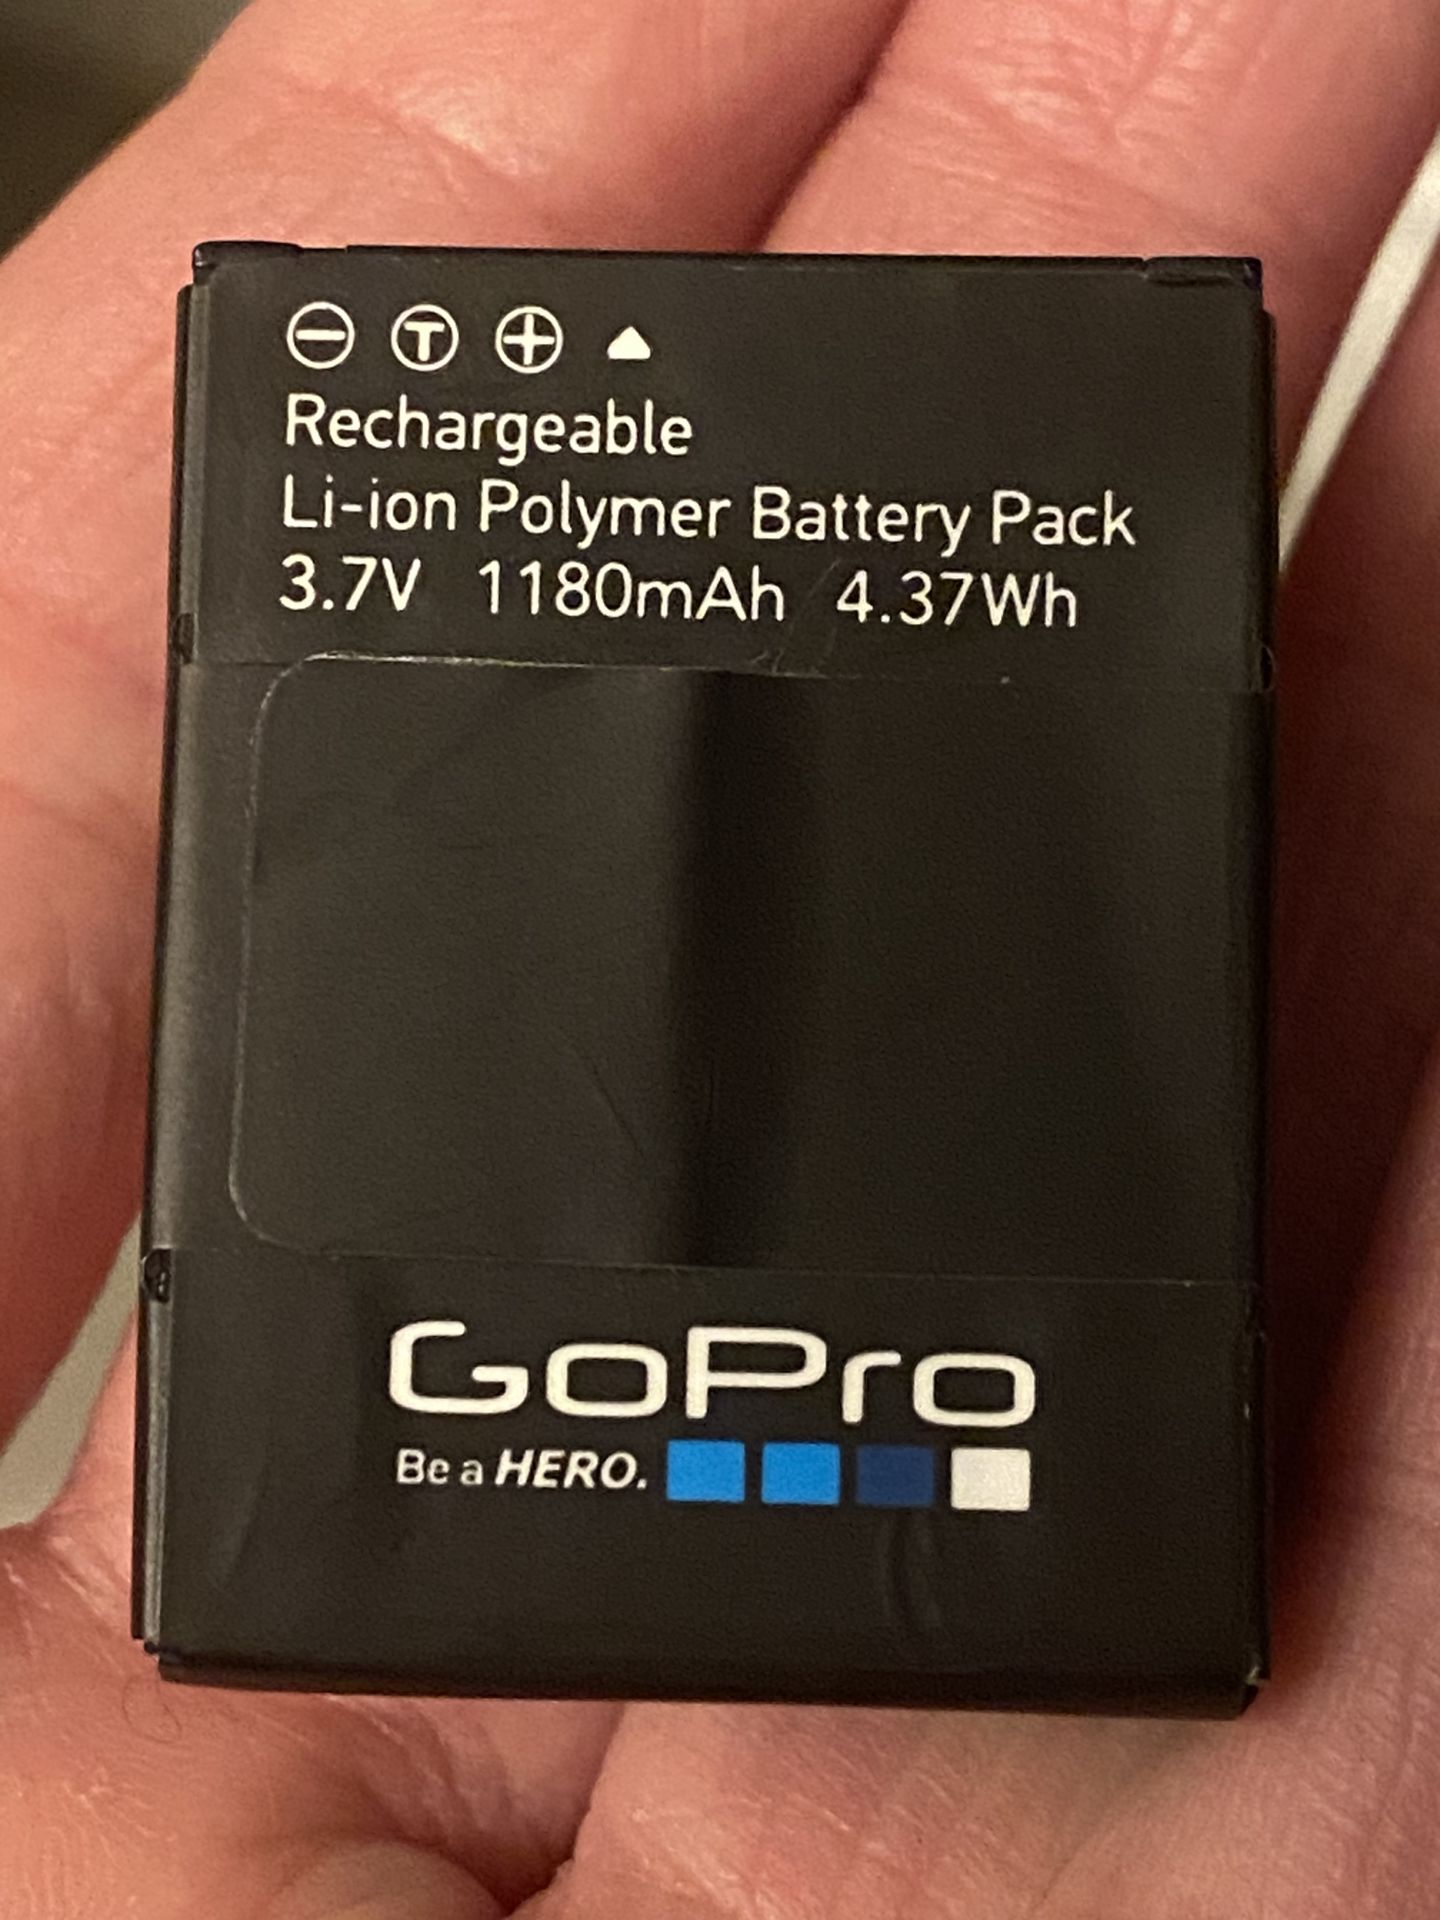 − T +
Rechargeable
Li-ion Polymer Battery Pack
3.7V 1180mAh 4.37Wh
GoPro
Be a HERO.